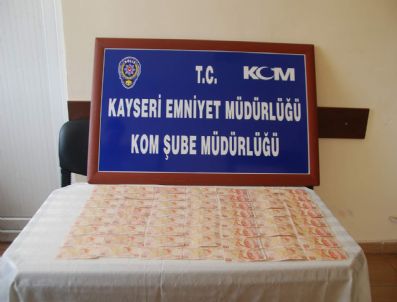 T.C.
KOM
KAYSERİ EMNİYET MÜDÜRLÜĞÜ
KOM ŞUBE MÜDÜRLÜĞÜ